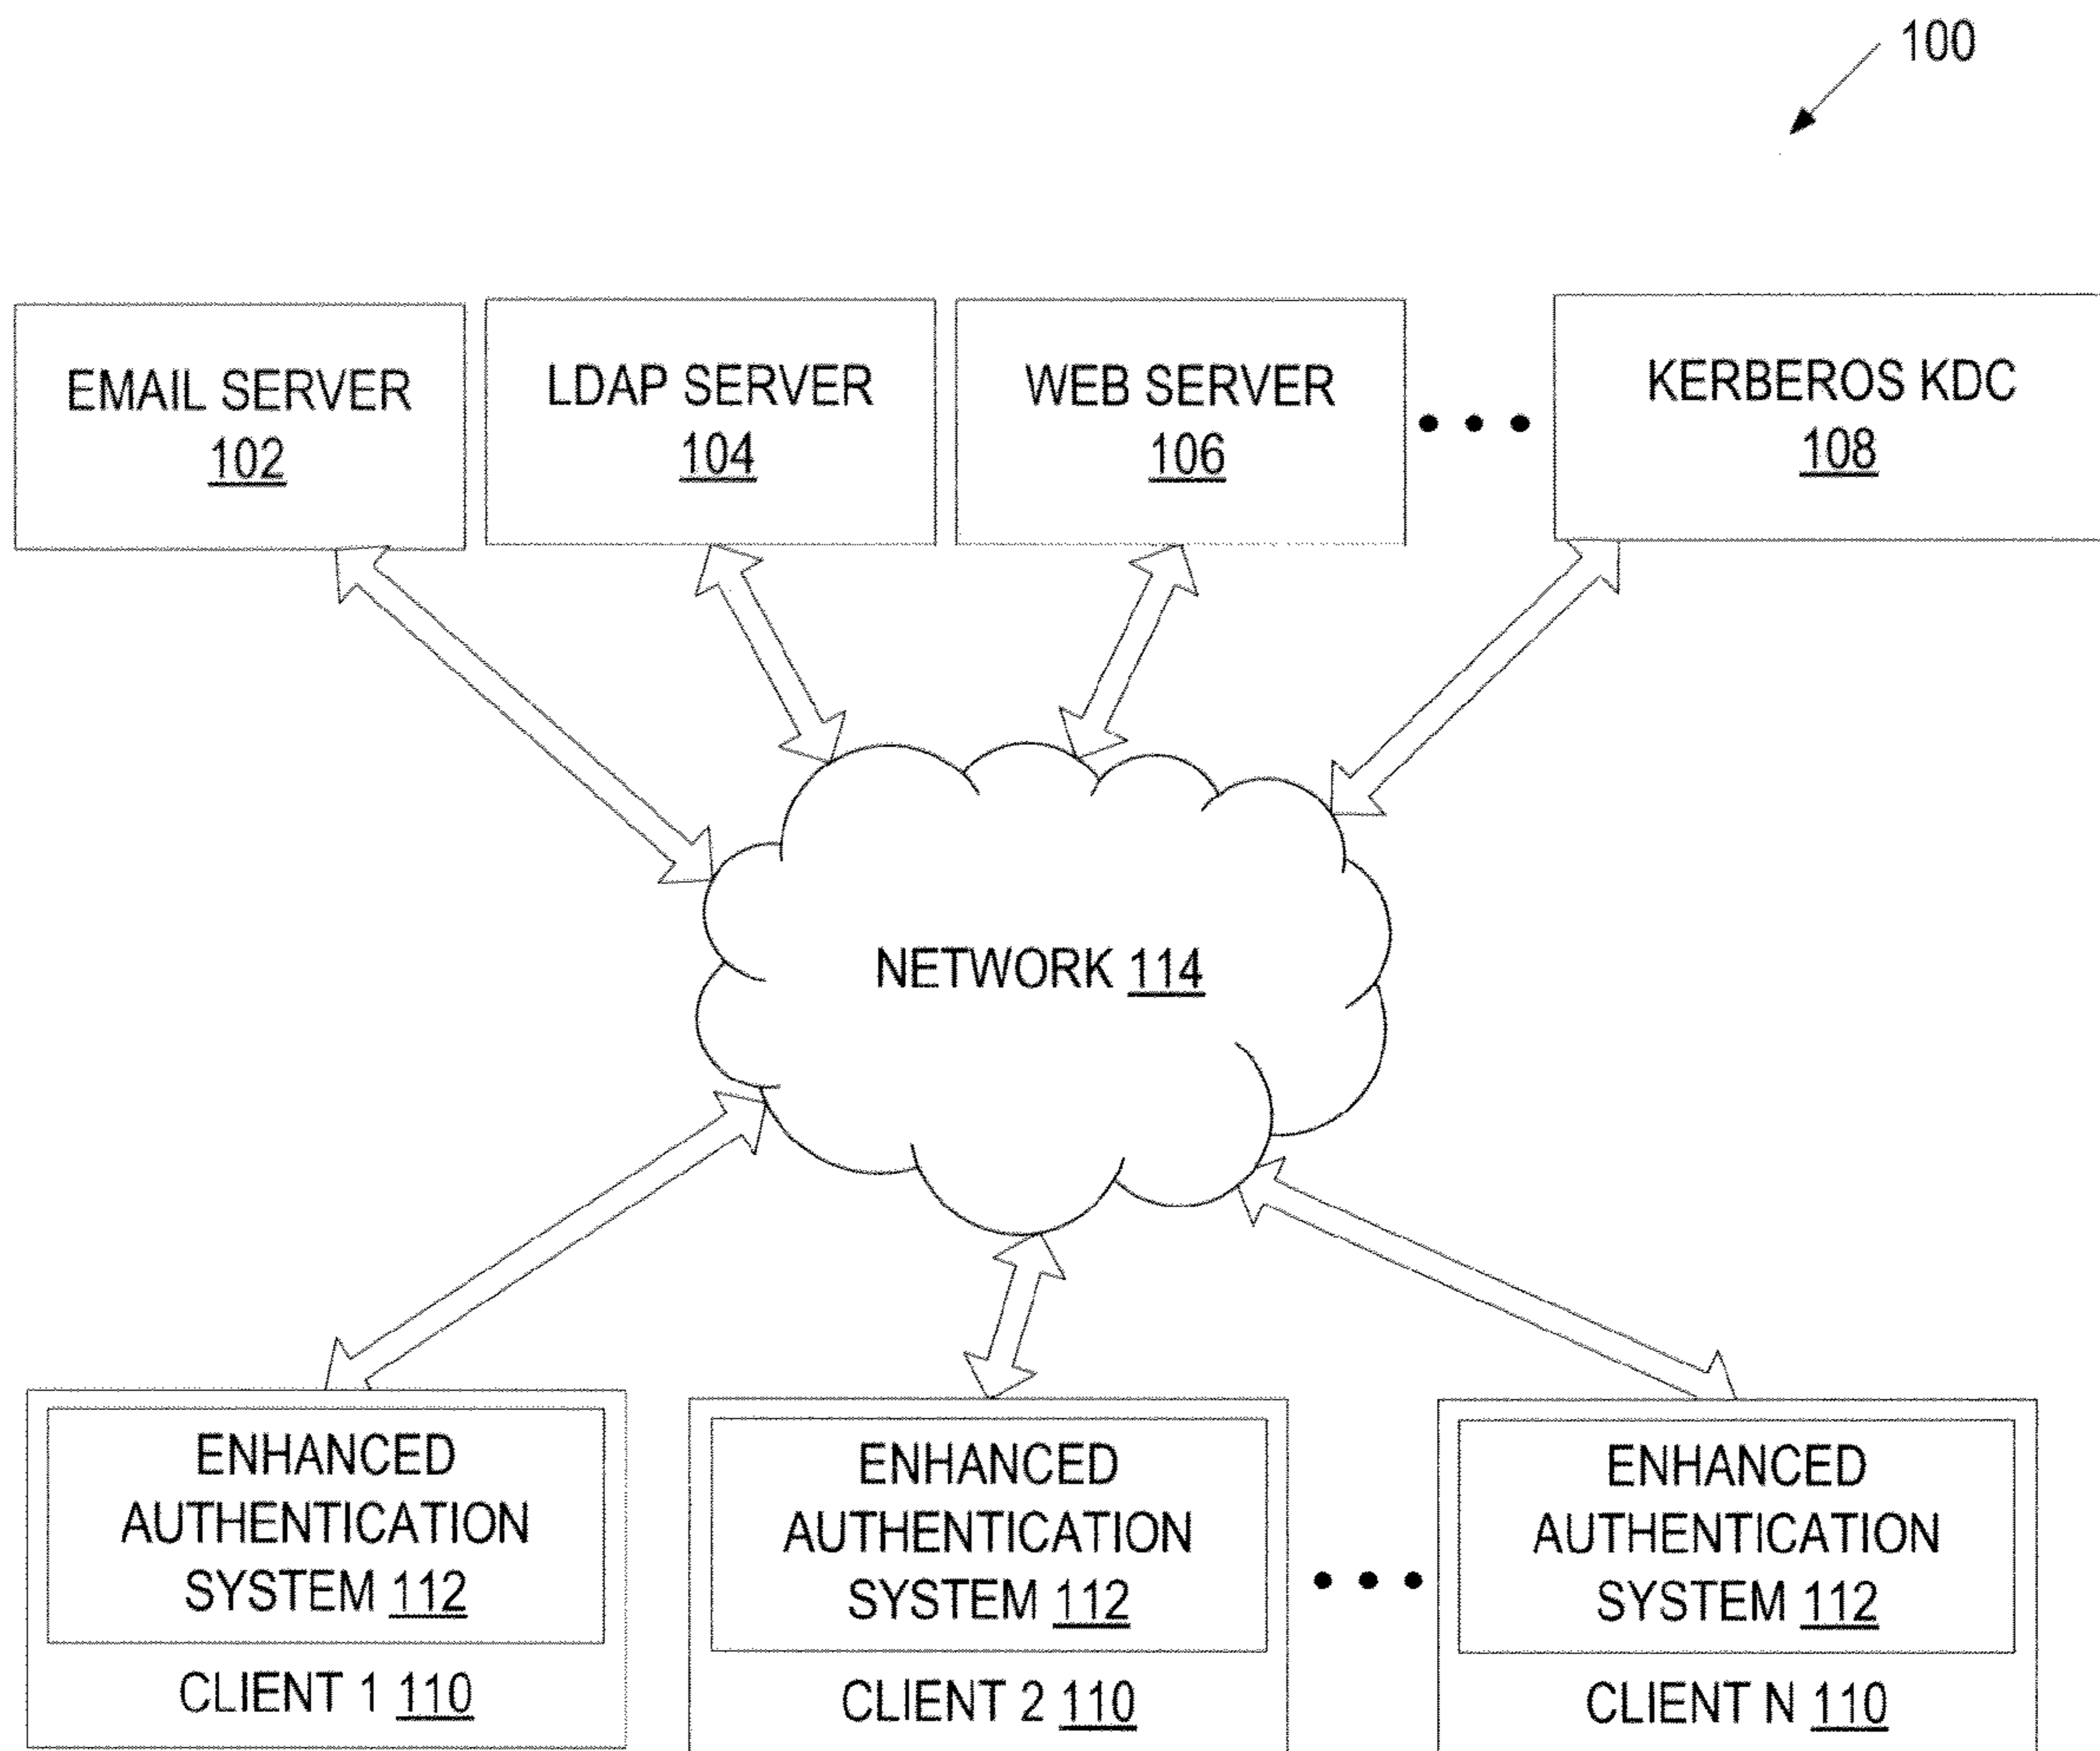 100
EMAIL SERVER
102
LDAP SERVER
104
WEB SERVER
106
KERBEROS KDC
108
NETWORK 114
ENHANCED
AUTHENTICATION
SYSTEM 112
CLIENT 1 110
ENHANCED
AUTHENTICATION
SYSTEM 112
CLIENT 2 110
ENHANCED
AUTHENTICATION
SYSTEM 112
CLIENT N 110